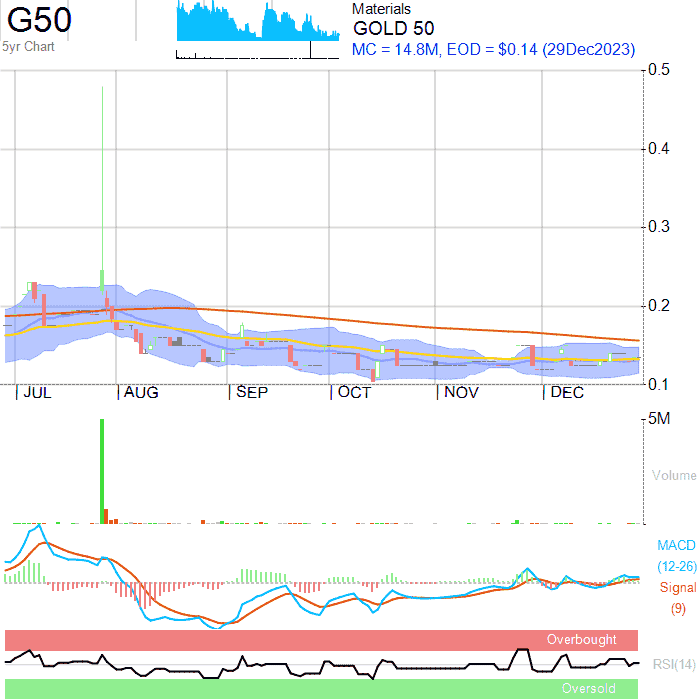 G50
5yr Chart
Materials
GOLD 50
MC = 14.8M, EOD = $0.14 (29Dec2023)
0.5
0.4
0.3
0.2
0.1
JUL AUG SEP OCT NOV DEC
5M
Volume
MACD
(12-26)
Signal
(9)
Overbought
RSI(14)
Oversold